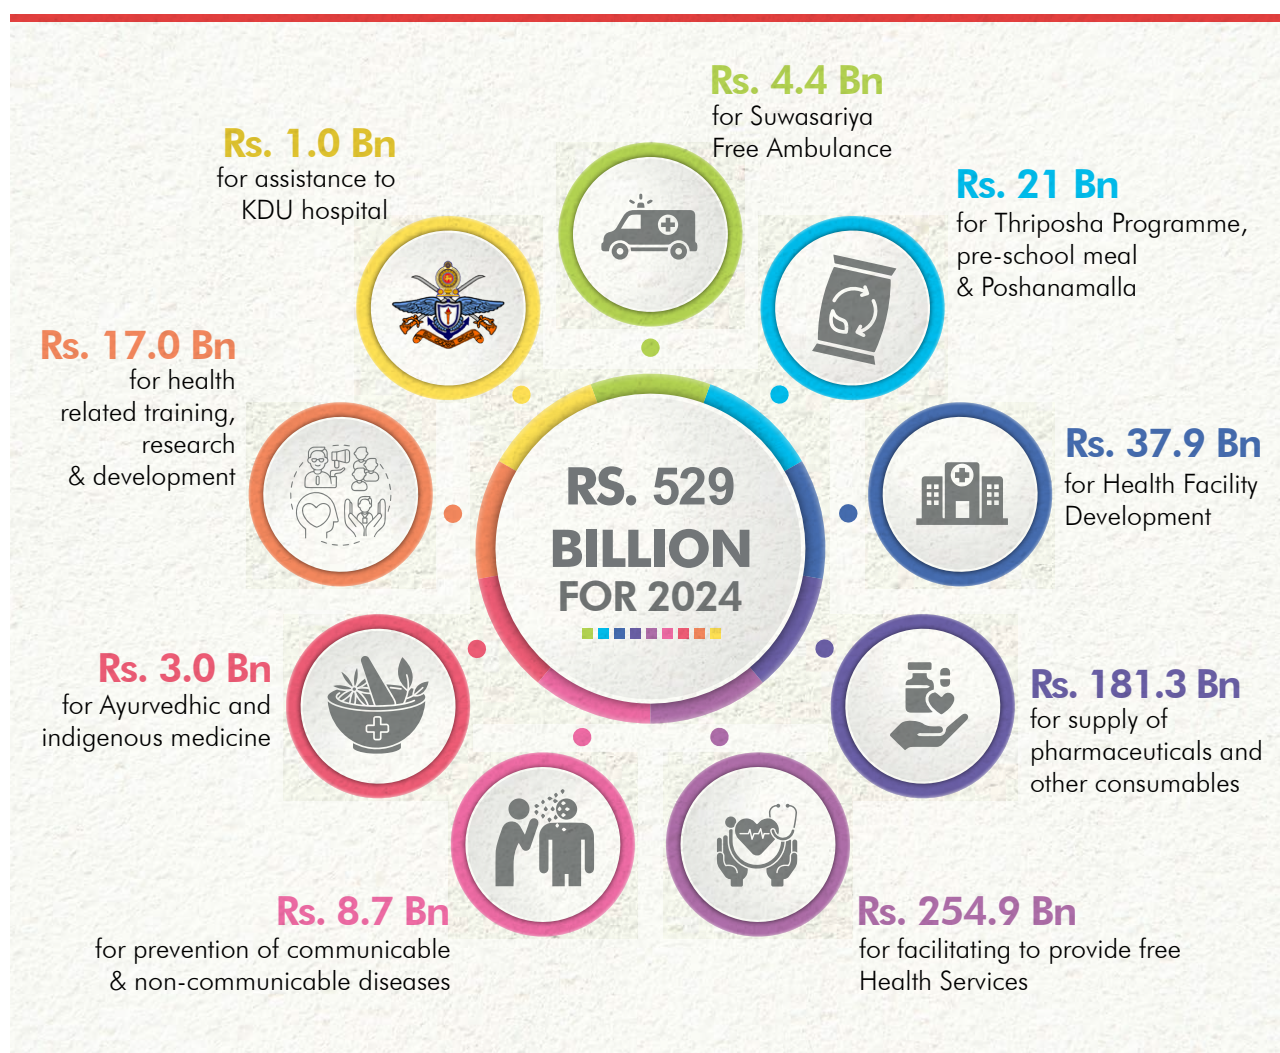 Rs. 4.4 Bn
for Suwasariya
Free Ambulance
Rs. 21 Bn
for Thriposha Programme,
pre-school meal
& Poshanamalla
Rs. 37.9 Bn
for Health Facility
Development
Rs. 181.3 Bn
for supply of
pharmaceuticals and
other consumables
Rs. 254.9 Bn
for facilitating to provide free
Health Services
Rs. 8.7 Bn
for prevention of communicable
& non-communicable diseases
Rs. 3.0 Bn
for Ayurvedhic and
indigenous medicine
Rs. 17.0 Bn
for health
related training,
research
& development
Rs. 1.0 Bn
for assistance to
KDU hospital
RS. 529
BILLION
FOR 2024